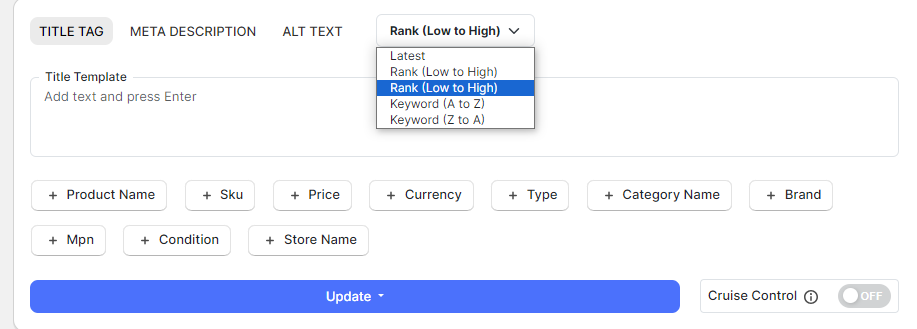 TITLE TAG META DESCRIPTION ALT TEXT Rank (Low to High)
Latest
Rank (Low to High)
Rank (Low to High)
Keyword (A to Z)
Keyword (Z to A)
Title Template
Add text and press Enter
+ Product Name + Sku + Price + Currency + Type + Category Name + Brand
+ Mpn + Condition + Store Name
Update
Cruise Control OFF